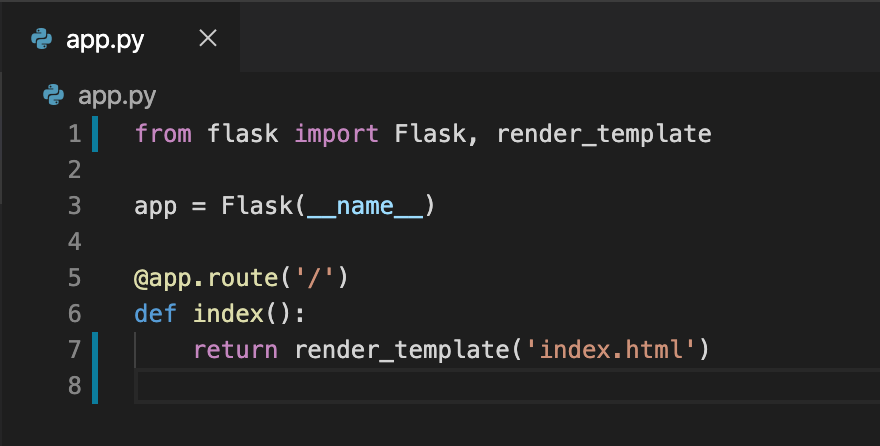 app.py
app.py
1 from flask import Flask, render_template
2
3 app = Flask(__name__)
4
5 @app.route('/')
6 def index():
7     return render_template('index.html')
8